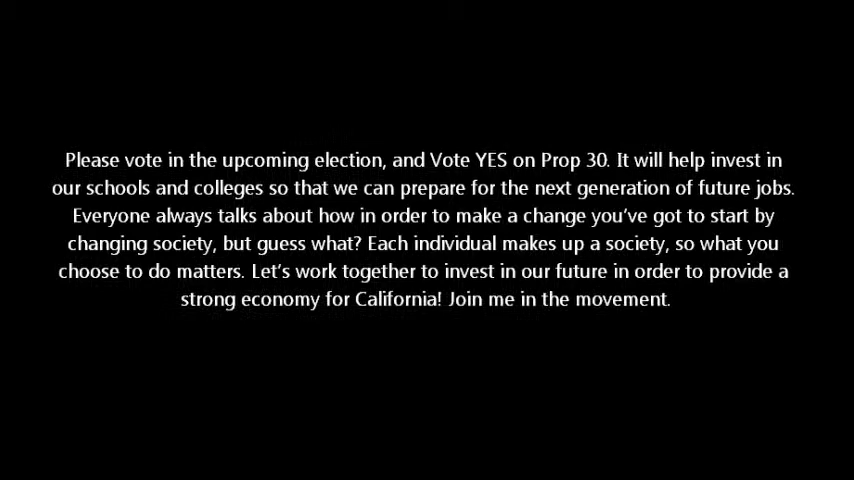 Please vote in the upcoming election, and Vote YES on Prop 30. It will help invest in
our schools and colleges so that we can prepare for the next generation of future jobs.
Everyone always talks about how in order to make a change you’ve got to start by
changing society, but guess what? Each individual makes up a society, so what you
choose to do matters. Let’s work together to invest in our future in order to provide a
strong economy for California! Join me in the movement.